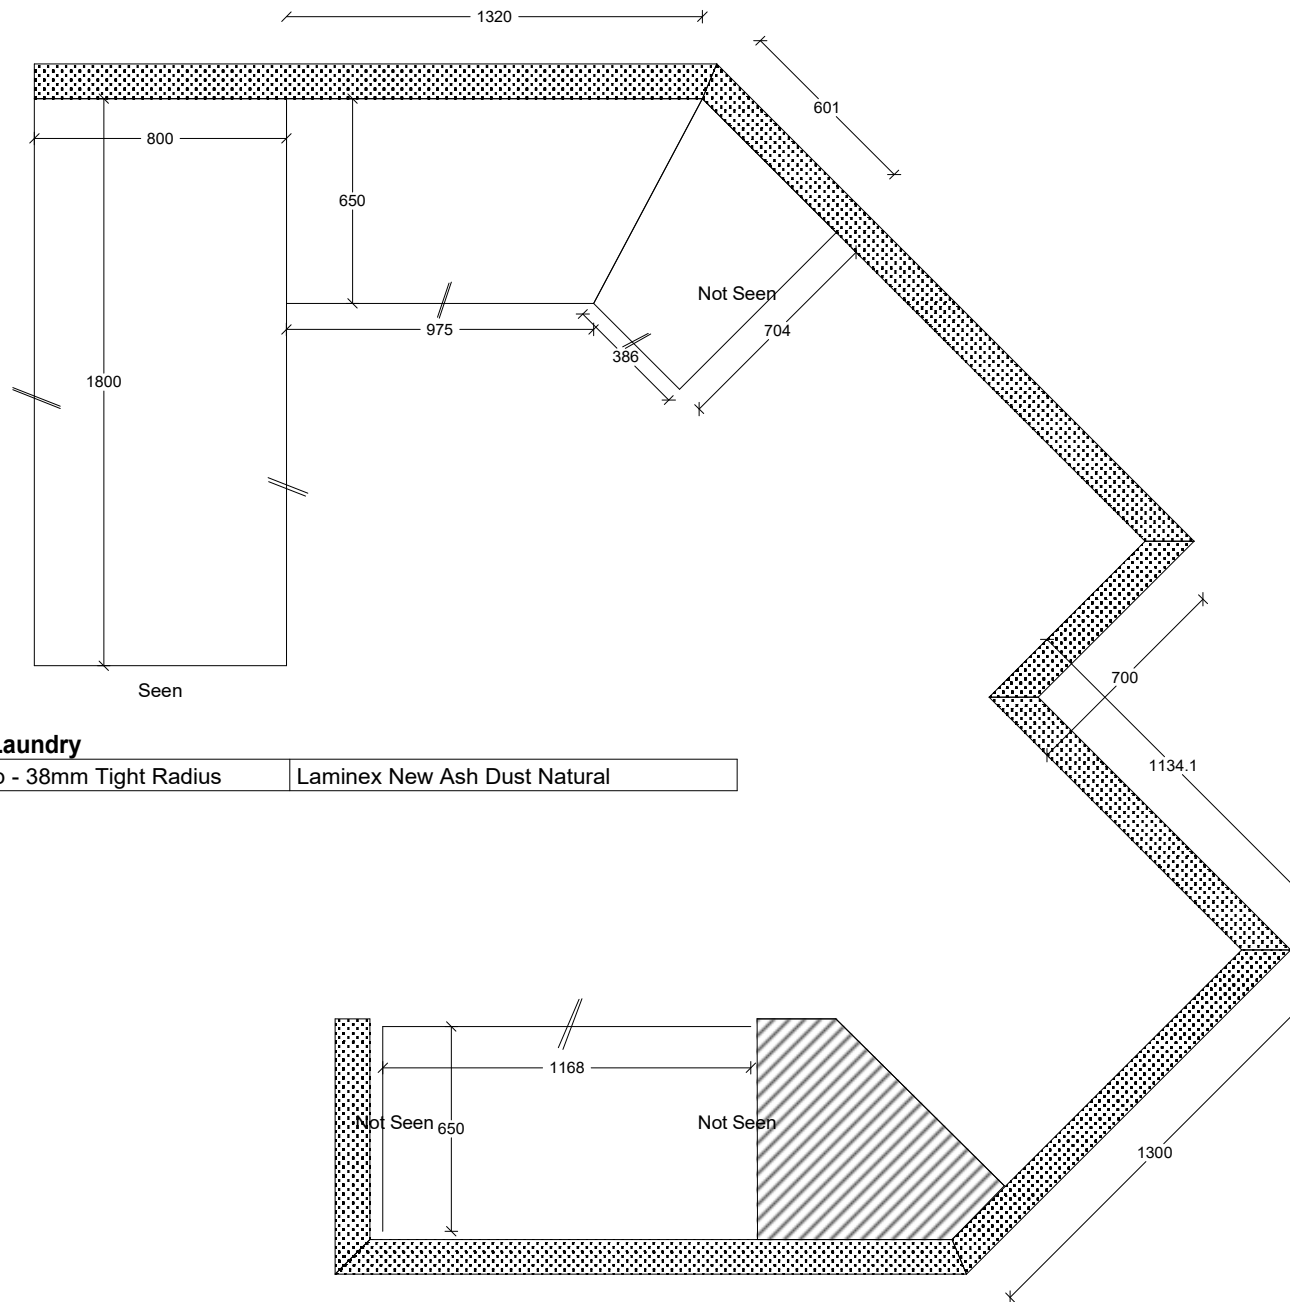 1320
601
800
650
Not Seen
704
975
386
1800
Seen
700
Laundry
- 38mm Tight Radius
Laminex New Ash Dust Natural
1134.1
1168
Not Seen
650
Not Seen
1300